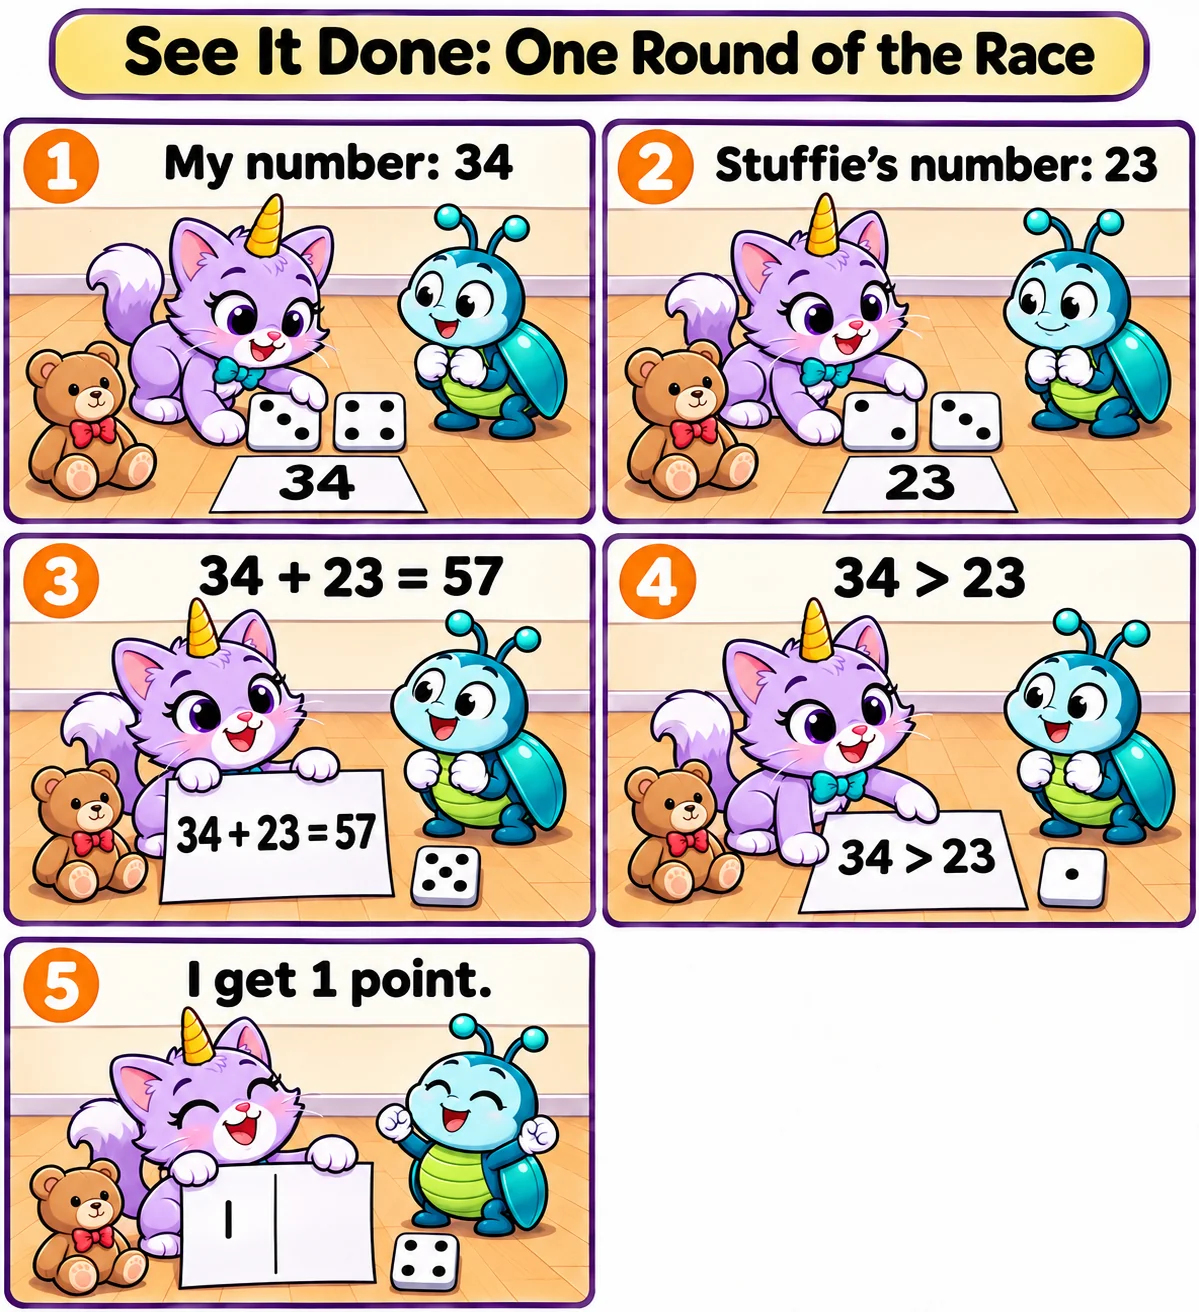 See It Done: One Round of the Race
1
My number: 34
34
2
Stuffie's number: 23
23
3
34 + 23 = 57
34 + 23 = 57
4
34 > 23
34 > 23
5
I get 1 point.
|